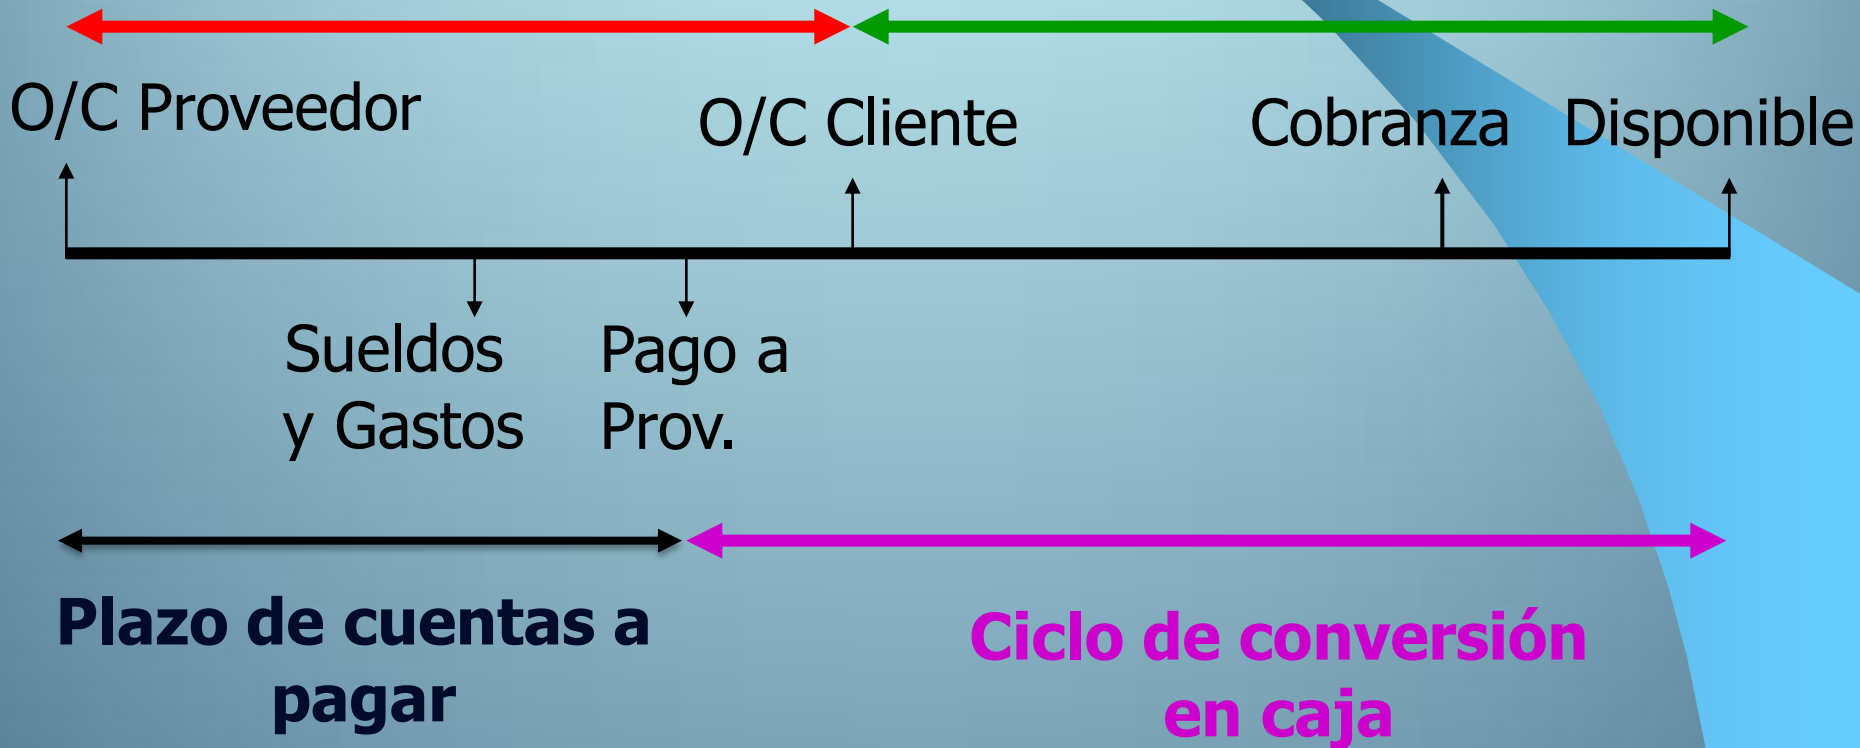 O/C Proveedor
O/C Cliente
Cobranza
Disponible
Sueldos
y Gastos
Pago a
Prov.
Plazo de cuentas a
pagar
Ciclo de conversión
en caja